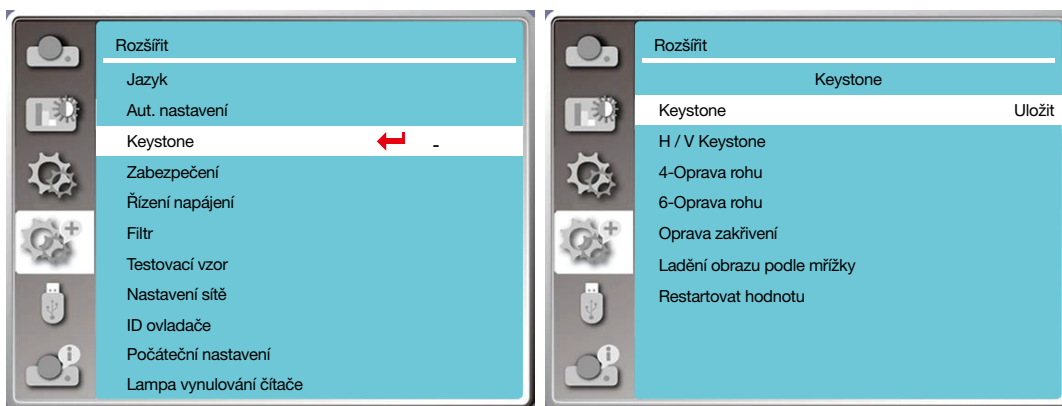 Rozšířit
Jazyk
Aut. nastavení
Keystone -
Zabezpečení
Řízení napájení
Filtr
Testovací vzor
Nastavení sítě
ID ovladače
Počáteční nastavení
Lampa vynulování čítače
Rozšířit
Keystone
Keystone Uložit
H / V Keystone
4-Oprava rohu
6-Oprava rohu
Oprava zakřivení
Ladění obrazu podle mřížky
Restartovat hodnotu